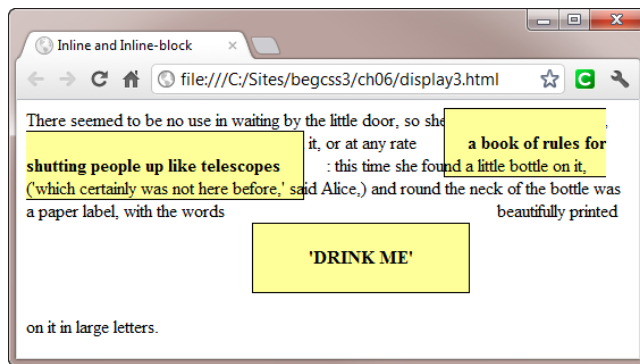 Inline and Inline-block
file:///C:/Sites/begcss3/ch06/display3.html
There seemed to be no use in waiting by the little door, so she
it, or at any rate a book of rules for
shutting people up like telescopes : this time she found a little bottle on it,
('which certainly was not here before,' said Alice,) and round the neck of the bottle was
a paper label, with the words beautifully printed
'DRINK ME'
on it in large letters.